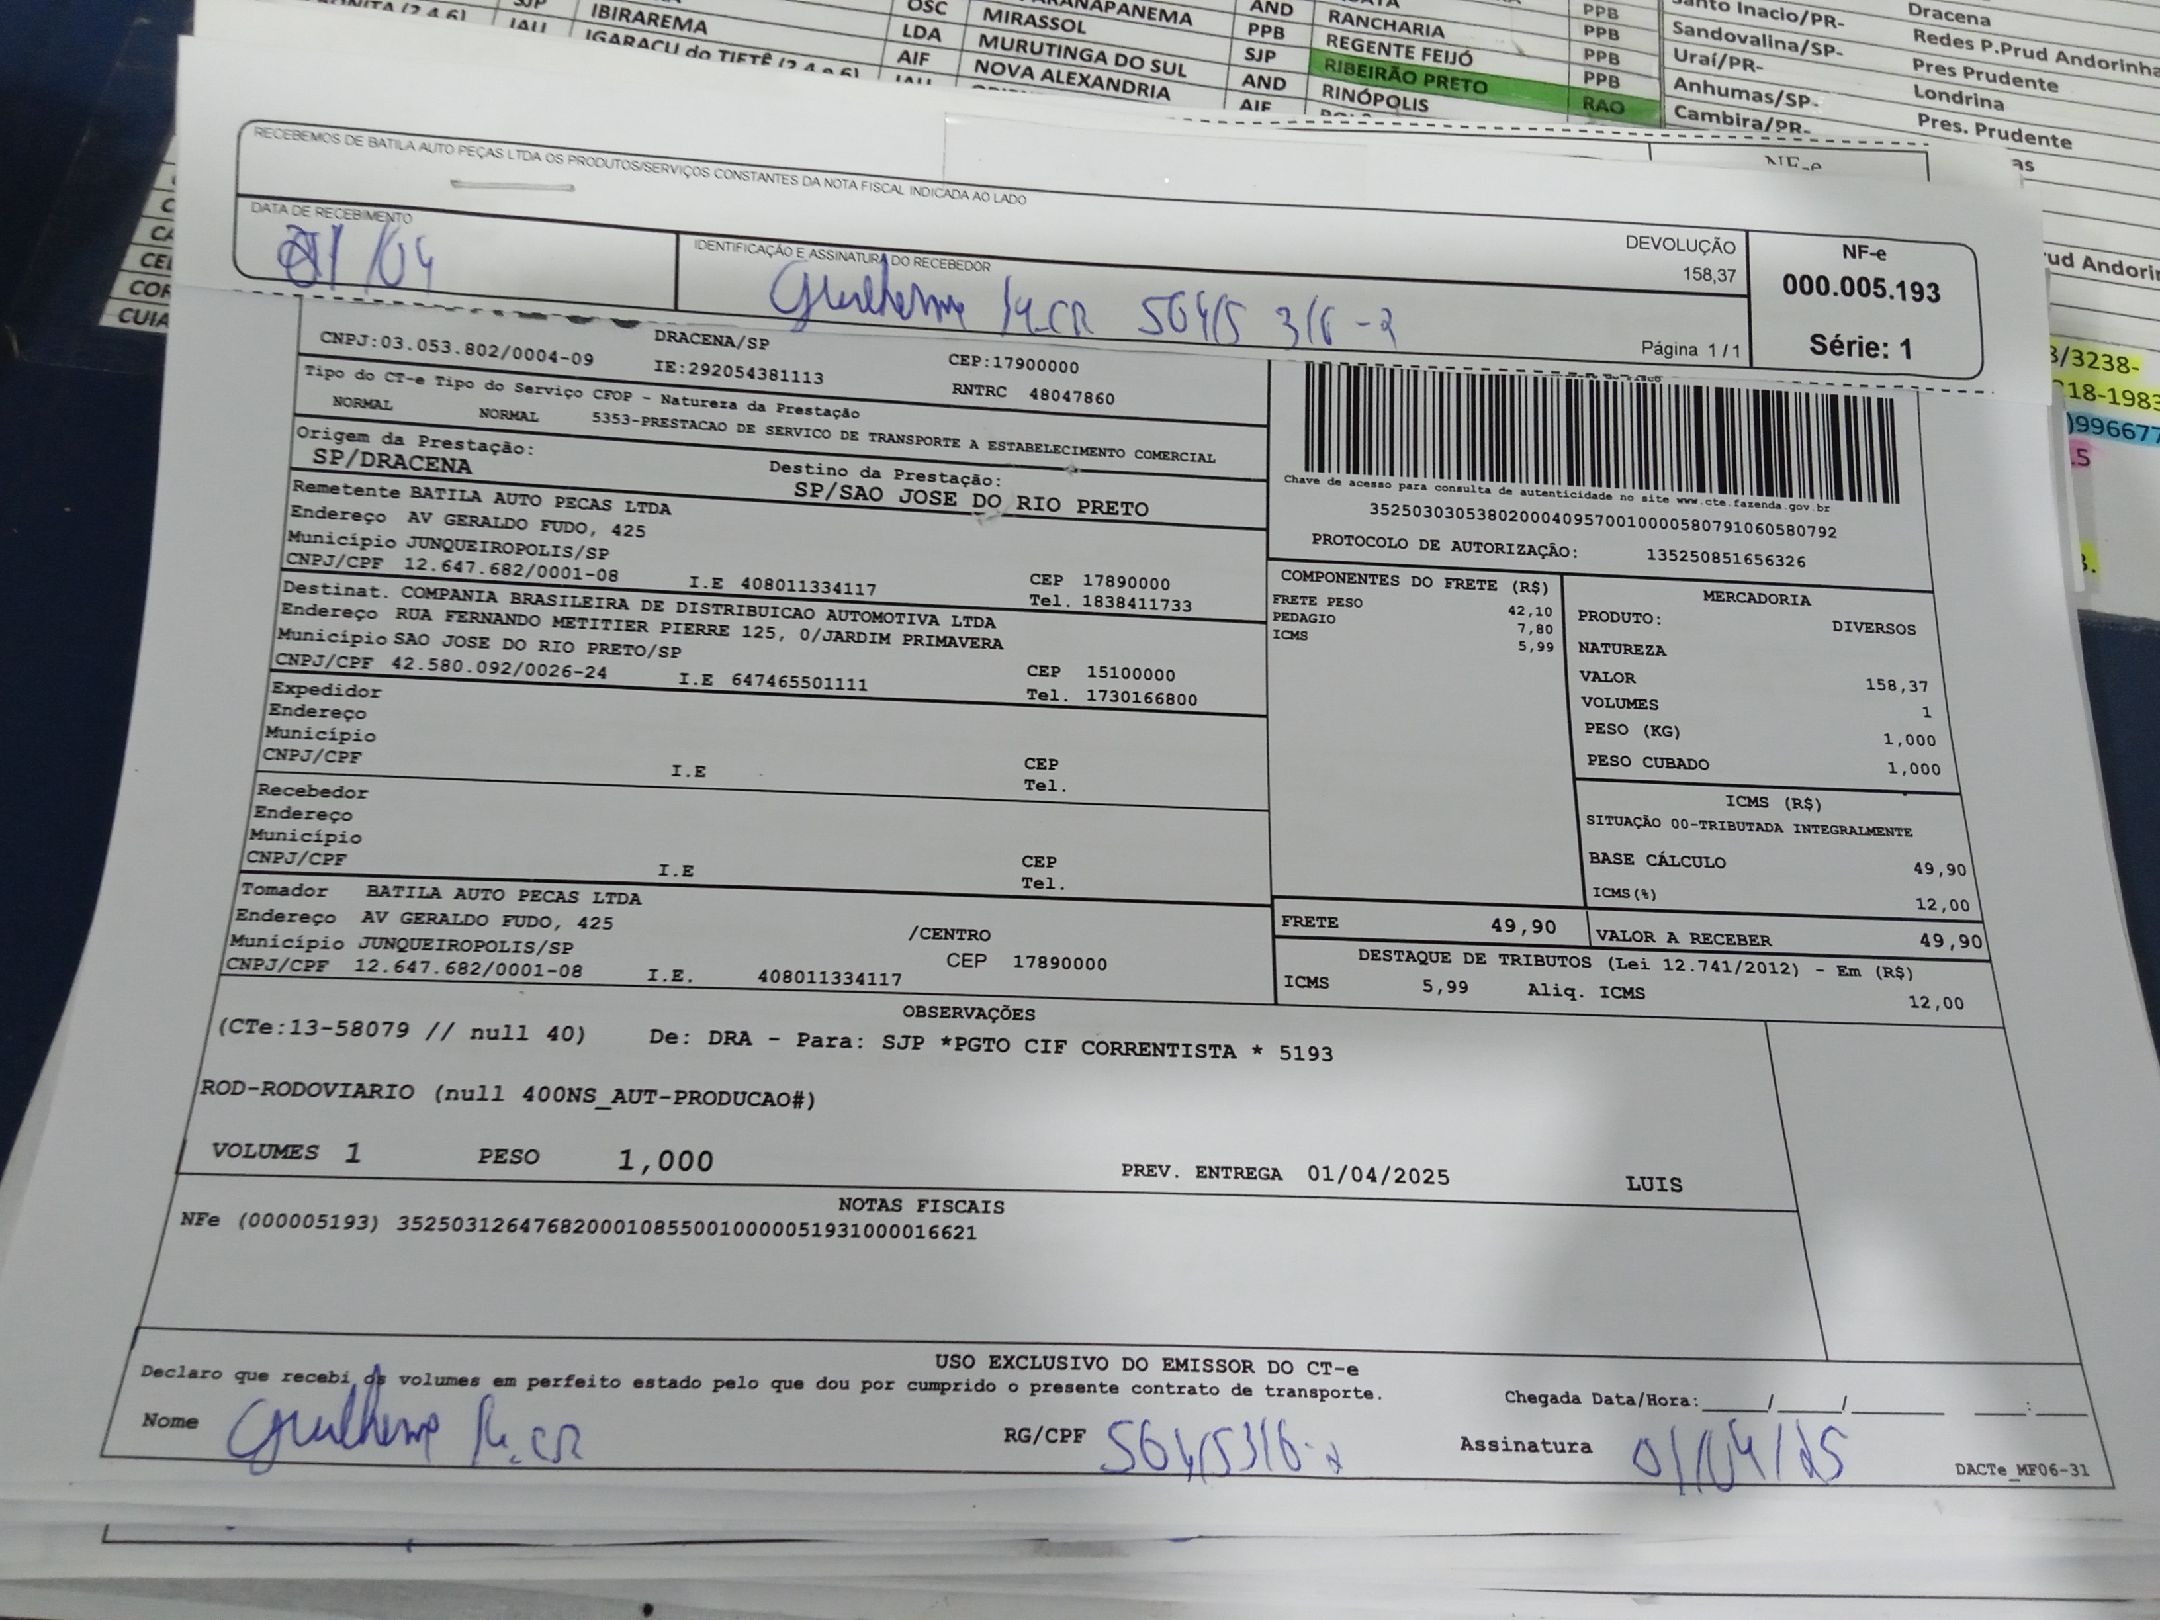 IBIRAREMA
OSC
MIRASSOL
AND
RANCHARIA
PPB
Dracena
LDA
MURUTINGA DO SUL
PPB
REGENTE FEIJÓ
PPB
Sandovalina/SP-
Redes P.Prud Andorinha
IGARAÇU do TIETÊ
AIF
NOVA ALEXANDRIA
SJP
RIBEIRÃO PRETO
PPB
Uraí/PR-
Pres Prudente
AND
RINÓPOLIS
RAO
Anhumas/SP-
Londrina
AIF
Cambira/PR-
Pres. Prudente
RECEBEMOS DE BATILA AUTO PEÇAS LTDA OS PRODUTOS/SERVIÇOS CONSTANTES DA NOTA FISCAL INDICADA AO LADO
DATA DE RECEBIMENTO
IDENTIFICAÇÃO E ASSINATURA DO RECEBEDOR
DEVOLUÇÃO
158,37
Página 1 / 1
NF-e
000.005.193
Série: 1
/04
Guilherme
CNPJ:03.053.802/0004-09
DRACENA/SP
IE:292054381113
CEP:17900000
RNTRC 48047860
Tipo do CT-e Tipo do Serviço CFOP - Natureza da Prestação
NORMAL NORMAL 5353-PRESTACAO DE SERVICO DE TRANSPORTE A ESTABELECIMENTO COMERCIAL
Origem da Prestação:
SP/DRACENA
Destino da Prestação:
SP/SAO JOSE DO RIO PRETO
Chave de acesso para consulta de autenticidade no site www.cte.fazenda.gov.br
35250303053802000409570010000580791060580792
PROTOCOLO DE AUTORIZAÇÃO: 135250851656326
Remetente BATILA AUTO PECAS LTDA
Endereço AV GERALDO FUDO, 425
Município JUNQUEIROPOLIS/SP
CEP 17890000
CNPJ/CPF 12.647.682/0001-08 I.E 408011334117 Tel. 1838411733
Destinat. COMPANIA BRASILEIRA DE DISTRIBUICAO AUTOMOTIVA LTDA
Endereço RUA FERNANDO METITIER PIERRE 125, 0/JARDIM PRIMAVERA
Município SAO JOSE DO RIO PRETO/SP
CEP 15100000
CNPJ/CPF 42.580.092/0026-24 I.E 647465501111 Tel. 1730166800
Expedidor
Endereço
Município
CEP
CNPJ/CPF I.E Tel.
Recebedor
Endereço
Município
CEP
CNPJ/CPF I.E Tel.
Tomador BATILA AUTO PECAS LTDA
Endereço AV GERALDO FUDO, 425 /CENTRO
Município JUNQUEIROPOLIS/SP CEP 17890000
CNPJ/CPF 12.647.682/0001-08 I.E. 408011334117
COMPONENTES DO FRETE (R$)
FRETE PESO 42,10
PEDAGIO 7,80
ICMS 5,99
MERCADORIA
PRODUTO: DIVERSOS
NATUREZA
VALOR 158,37
VOLUMES 1
PESO (KG) 1,000
PESO CUBADO 1,000
ICMS (R$)
SITUAÇÃO 00-TRIBUTADA INTEGRALMENTE
BASE CÁLCULO 49,90
ICMS(%) 12,00
FRETE 49,90 VALOR A RECEBER 49,90
DESTAQUE DE TRIBUTOS (Lei 12.741/2012) - Em (R$)
ICMS 5,99 Aliq. ICMS 12,00
OBSERVAÇÕES
(CTe:13-58079 // null 40) De: DRA - Para: SJP *PGTO CIF CORRENTISTA * 5193
ROD-RODOVIARIO (null 400NS_AUT-PRODUCAO#)
VOLUMES 1 PESO 1,000 PREV. ENTREGA 01/04/2025 LUIS
NOTAS FISCAIS
NFe (000005193) 35250312647682000108550010000051931000016621
USO EXCLUSIVO DO EMISSOR DO CT-e
Declaro que recebi os volumes em perfeito estado pelo que dou por cumprido o presente contrato de transporte.
Chegada Data/Hora:____/____/______ ___:___
Nome Guilherme
RG/CPF
Assinatura 01/04/25
DACTe_MF06-31